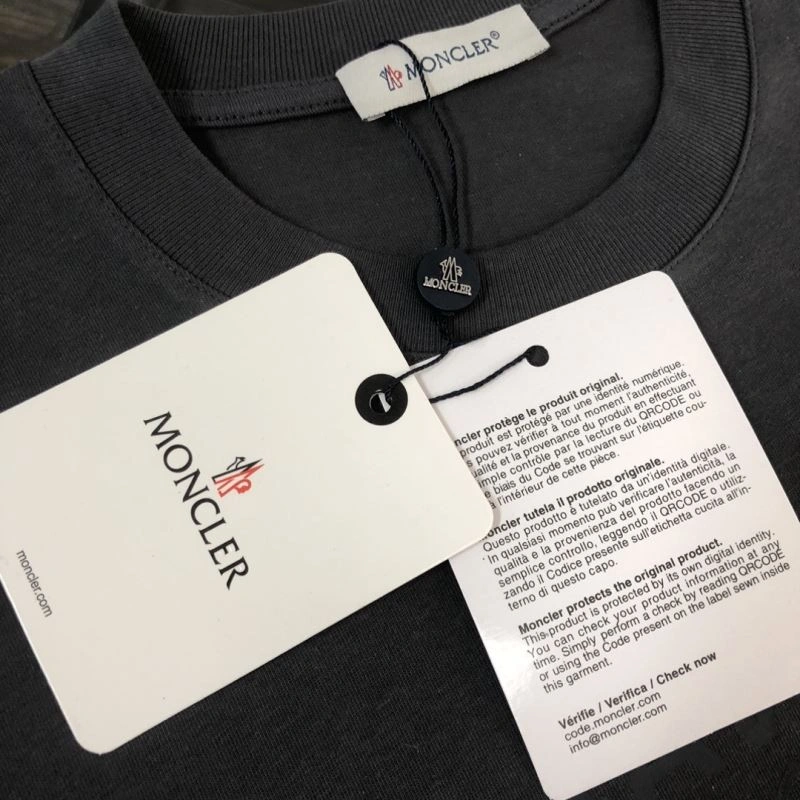 MONCLER®
MONCLER
MONCLER
moncler.com
protège le produit original.
produit est protégé par une identité numérique.
pouvez vérifier à tout moment l'authenticité,
et la provenance du produit en effectuant
contrôle par la lecture du QRCODE ou
biais du Code se trouvant sur l'étiquette cou-
à l'intérieur de cette pièce.
tutela il prodotto originale.
Questo prodotto è tutelato da un'identità digitale.
In qualsiasi momento può verificare l'autenticità, la
qualità e la provenienza del prodotto facendo un
semplice controllo, leggendo il QRCODE o utiliz-
zando il Codice presente sull'etichetta cucita all'in-
terno di questo capo.
Moncler protects the original product.
This product is protected by its own digital identity.
You can check your product information at any
time. Simply perform a check by reading QRCODE
or using the Code present on the label sewn inside
this garment.
Vérifie / Verifica / Check now
code.moncler.com
info@moncler.com